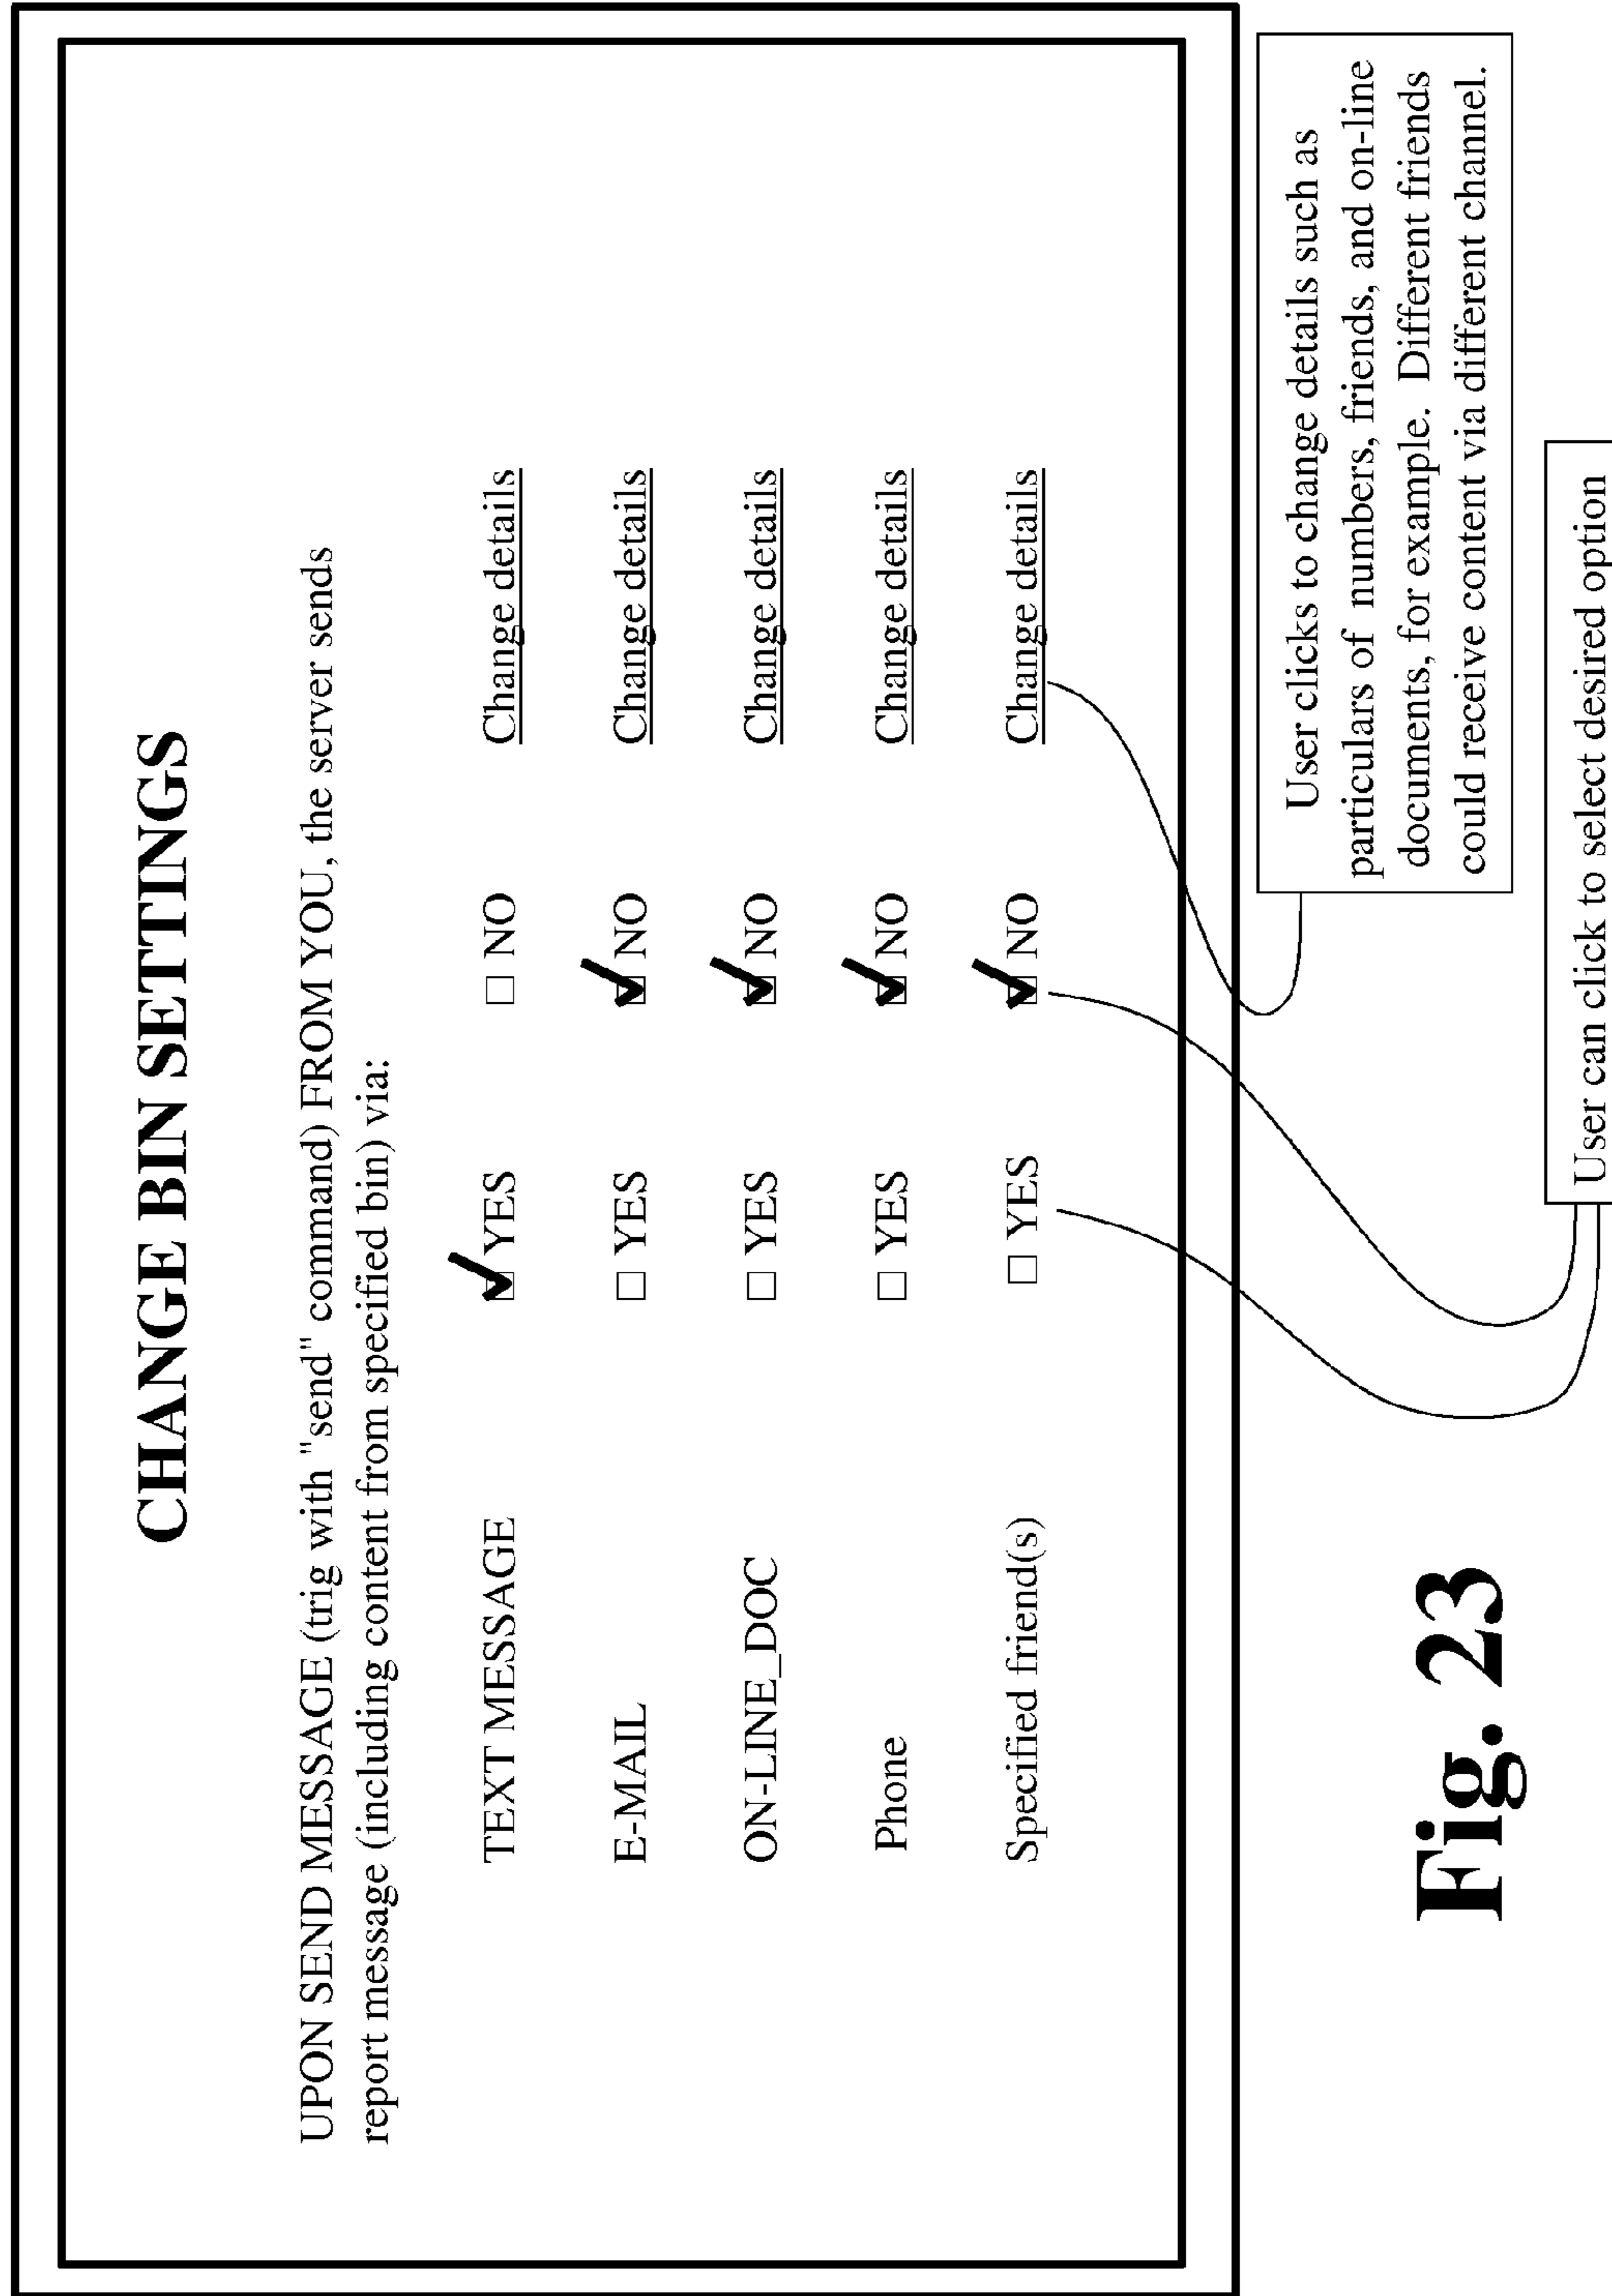 CHANGE BIN SETTINGS
UPON SEND MESSAGE (trig with "send" command) FROM YOU, the server sends
report message (including content from specified bin) via:
TEXT MESSAGE YES NO Change details
E-MAIL YES NO Change details
ON-LINE_DOC YES NO Change details
Phone YES NO Change details
Specified friend(s) YES NO Change details
User clicks to change details such as
particulars of numbers, friends, and on-line
documents, for example. Different friends
could receive content via different channel.
User can click to select desired option
Fig. 23